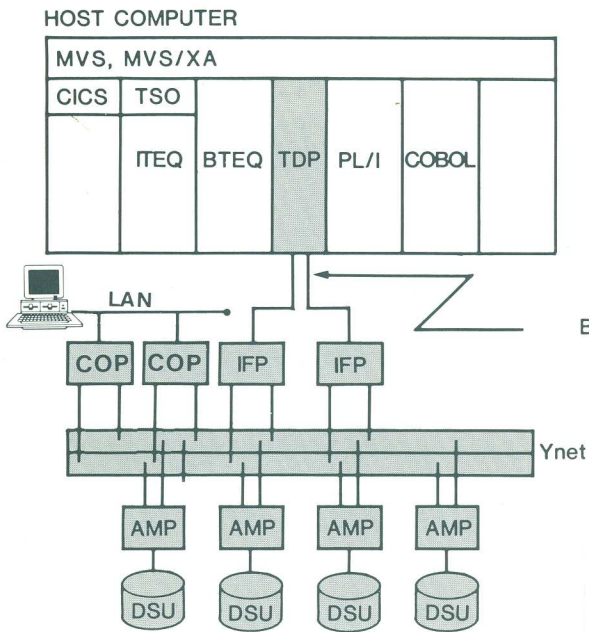 HOST COMPUTER
MVS, MVS/XA
CICS TSO
ITEQ BTEQ TDP PL/I COBOL
LAN
B
COP COP IFP IFP
Ynet
AMP AMP AMP AMP
DSU DSU DSU DSU